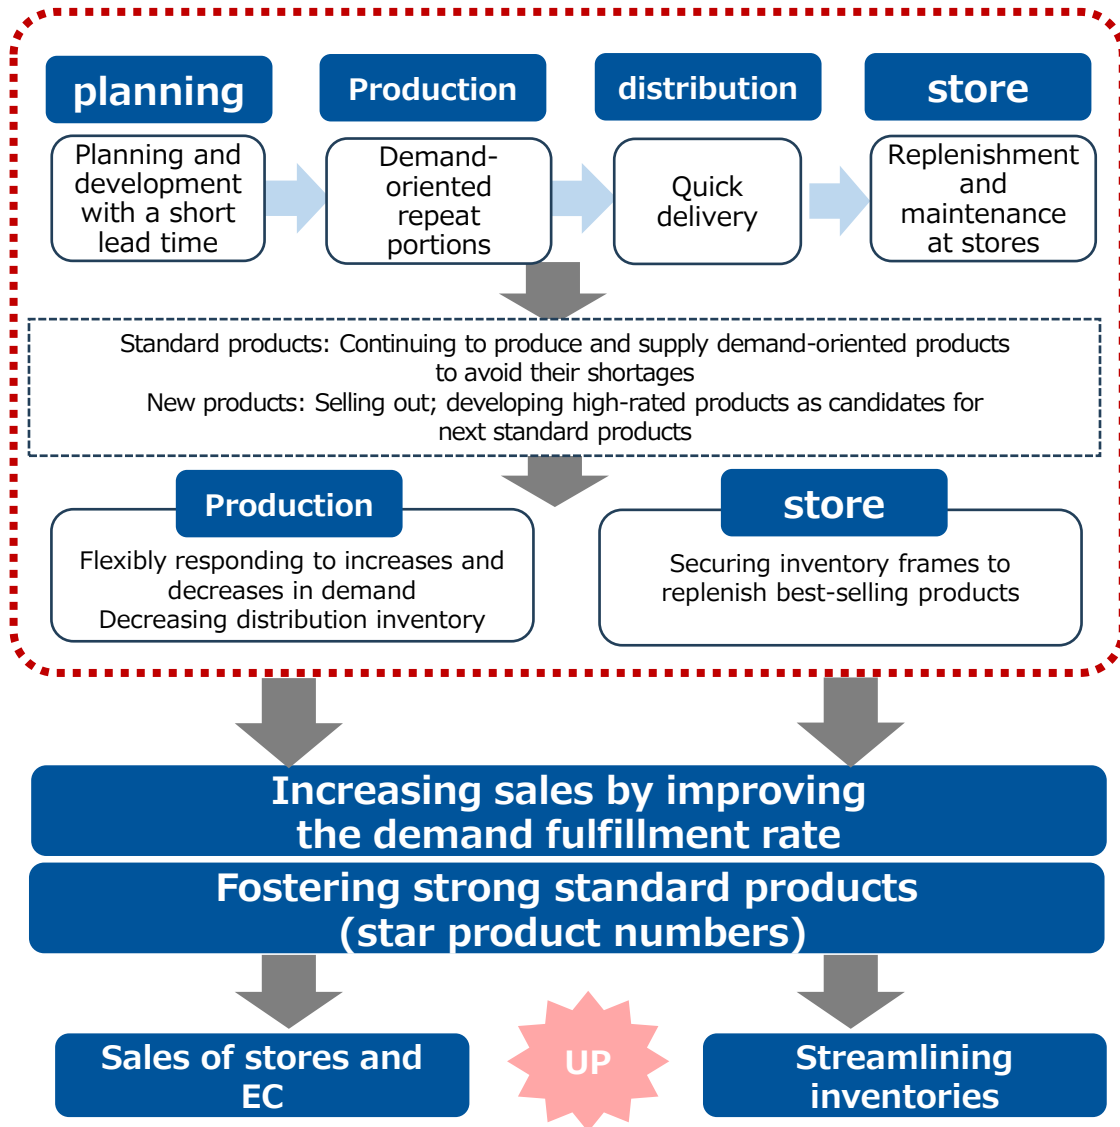 planning
Production
distribution
store
Planning and
development
with a short
lead time
Demand-
oriented
repeat
portions
Quick
delivery
Replenishment
and
maintenance
at stores
Standard products: Continuing to produce and supply demand-oriented products
to avoid their shortages
New products: Selling out; developing high-rated products as candidates for
next standard products
Production
Flexibly responding to increases and
decreases in demand
Decreasing distribution inventory
store
Securing inventory frames to
replenish best-selling products
Increasing sales by improving
the demand fulfillment rate
Fostering strong standard products
(star product numbers)
Sales of stores and
EC
UP
Streamlining
inventories